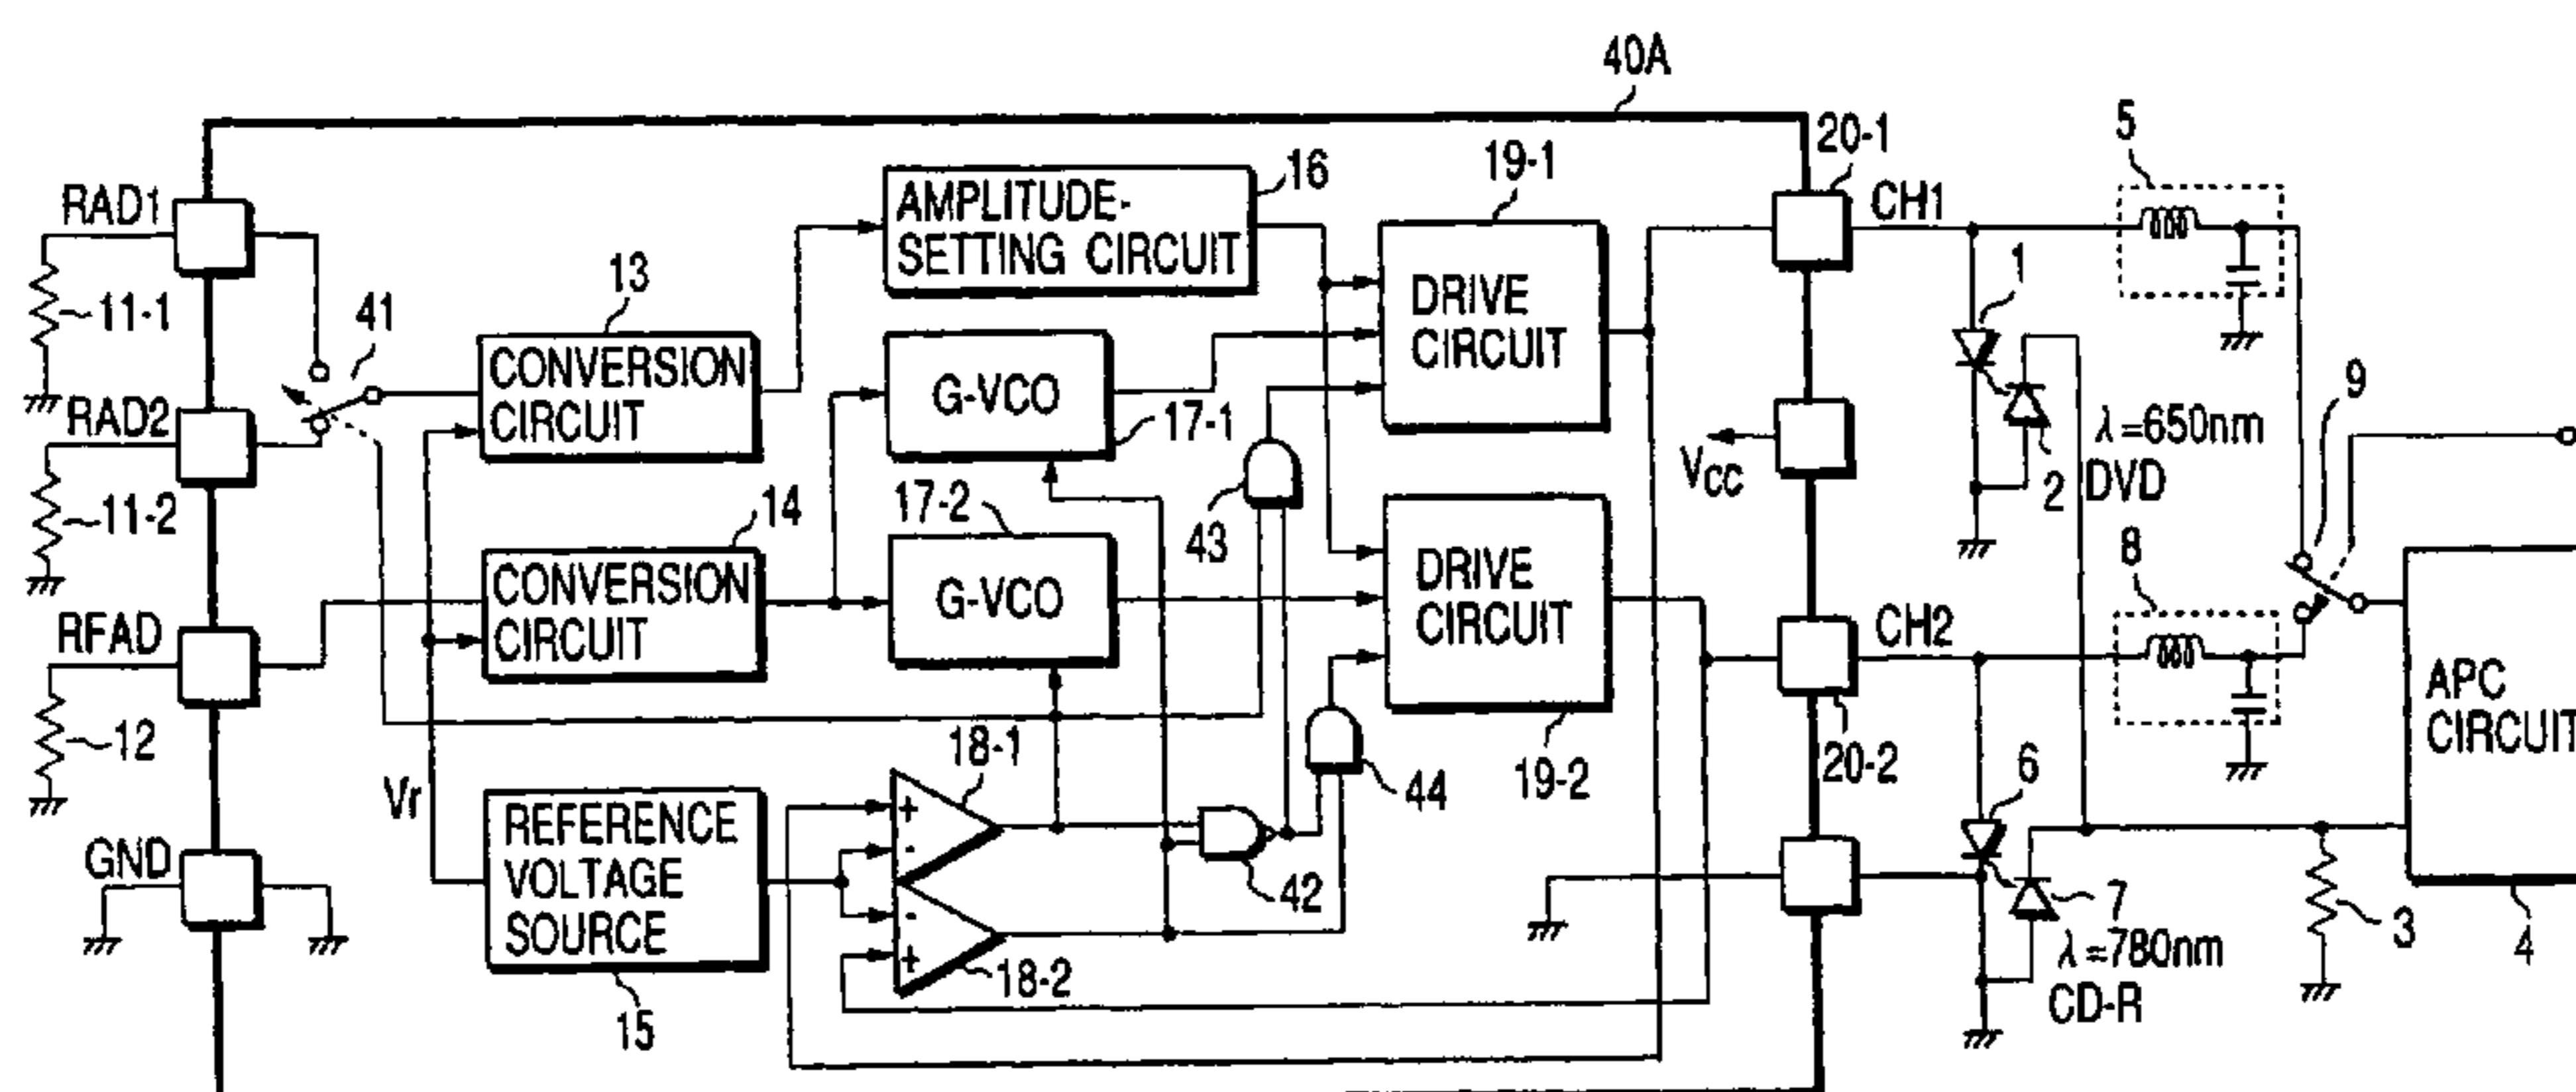 40A
20-1
5
RAD1
AMPLITUDE-
SETTING CIRCUIT
16
19-1
CH1
11-1
41
13
CONVERSION
CIRCUIT
G-VCO
17-1
DRIVE
CIRCUIT
1
9
RAD2
VCC
λ=650nm
2 DVD
11-2
14
17-2
43
8
RFAD
CONVERSION
CIRCUIT
G-VCO
DRIVE
CIRCUIT
CH2
APC
CIRCUIT
12
18-1
19-2
20-2
6
44
Vr
REFERENCE
VOLTAGE
SOURCE
+
-
-
+
42
GND
7
3
4
18-2
λ=780nm
CD-R
15